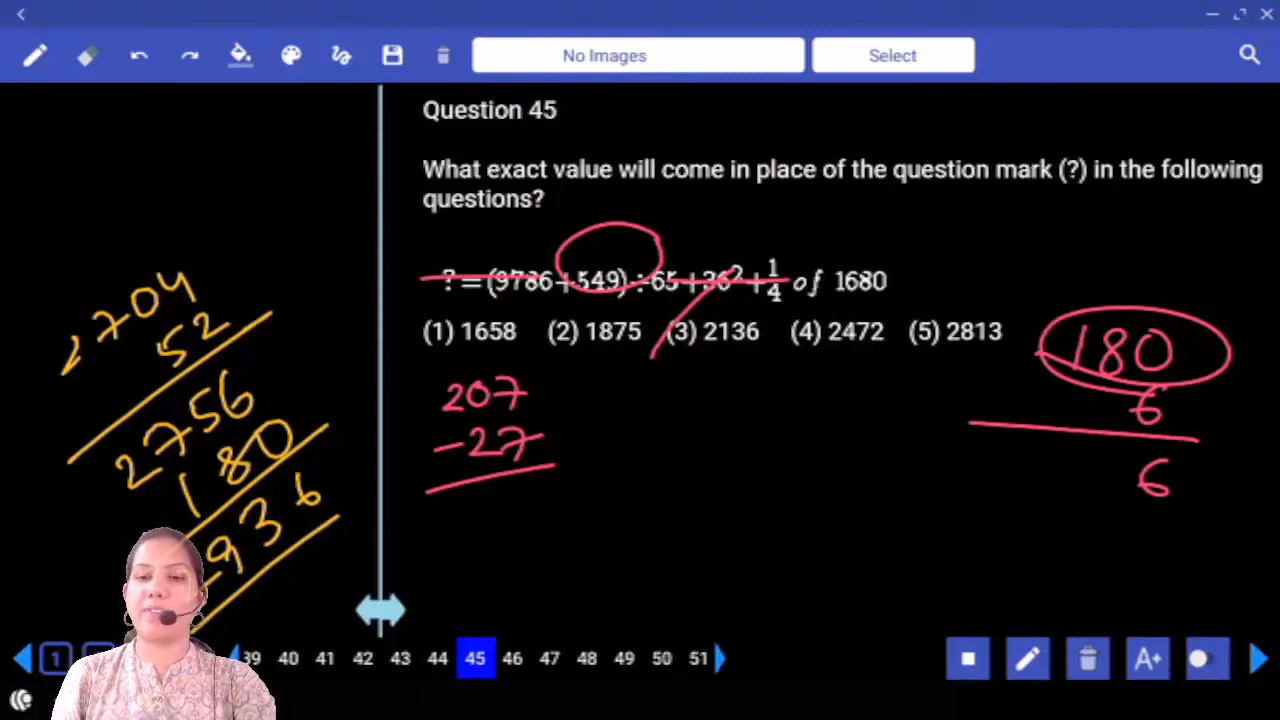 No Images
Select
Question 45
What exact value will come in place of the question mark (?) in the following
questions?
? = (9786 + 549) ÷ 65 + 36² + 1/4 of 1680
(1) 1658 (2) 1875 (3) 2136 (4) 2472 (5) 2813
2704
52
2756
180
936
207
-27
180
6
6
1
39 40 41 42 43 44 45 46 47 48 49 50 51
A+